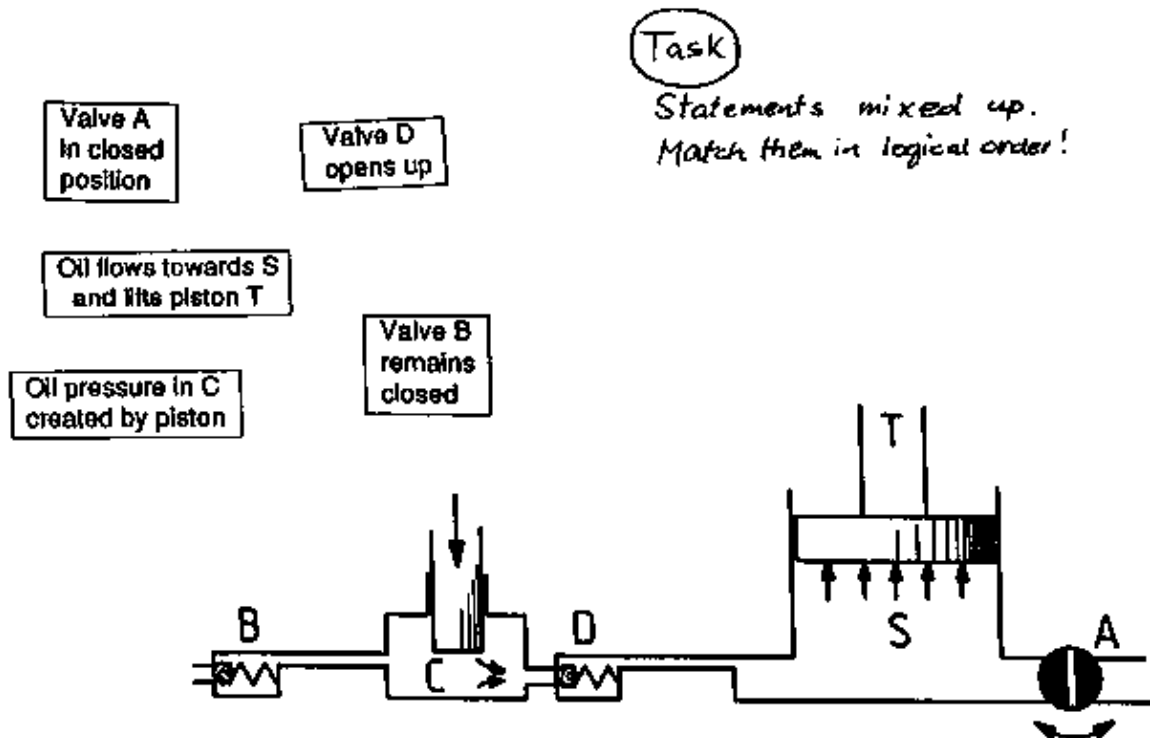 Task
Statements mixed up.
Match them in logical order!
Valve A
in closed
position
Valve D
opens up
Oil flows towards S
and lifts piston T
Valve B
remains
closed
Oil pressure in C
created by piston
T
B
D
S
A
C